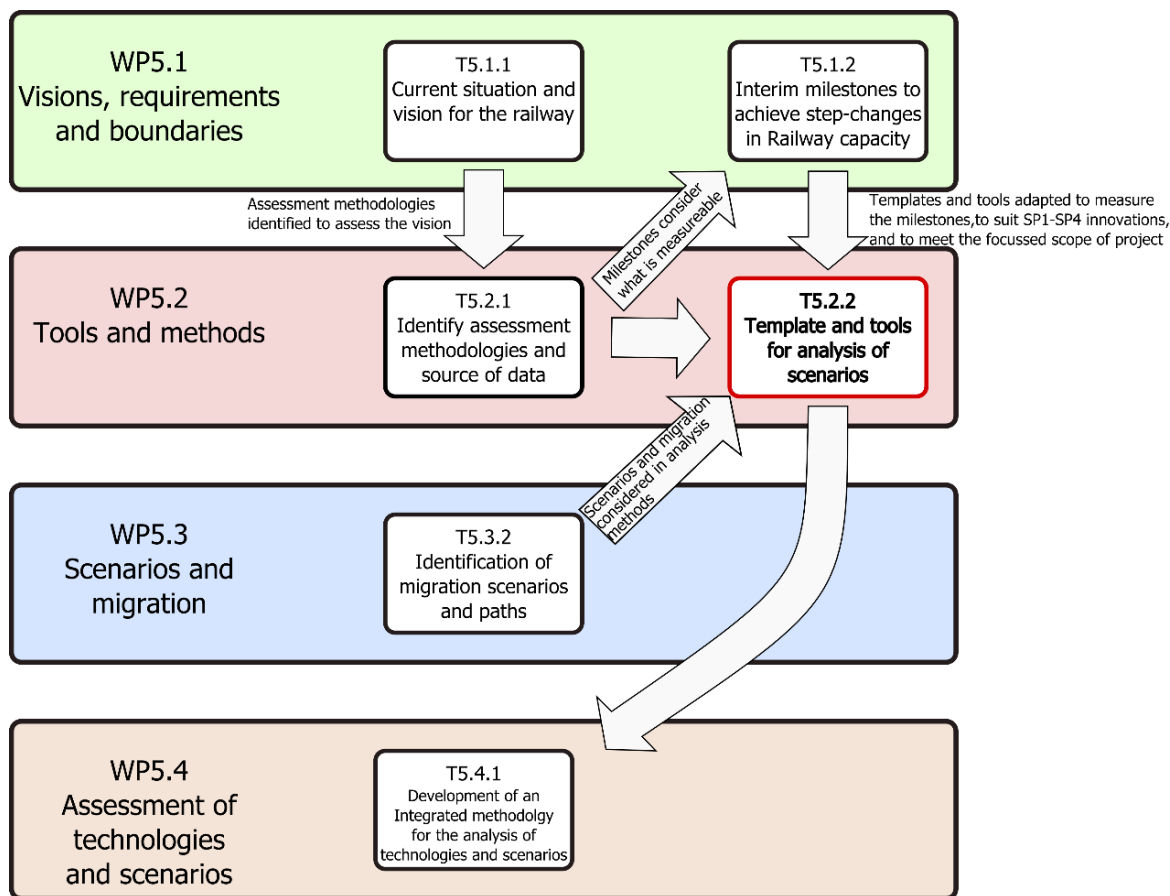 WP5.1
Visions, requirements
and boundaries
T5.1.1
Current situation and
vision for the railway
T5.1.2
Interim milestones to
achieve step-changes
in Railway capacity
Assessment methodologies
identified to assess the vision
Milestones consider
what is measureable
Templates and tools adapted to measure
the milestones,to suit SP1-SP4 innovations,
and to meet the focussed scope of project
WP5.2
Tools and methods
T5.2.1
Identify assessment
methodologies and
source of data
T5.2.2
Template and tools
for analysis of
scenarios
Scenarios and migration
considered in analysis
methods
WP5.3
Scenarios and
migration
T5.3.2
Identification of
migration scenarios
and paths
WP5.4
Assessment of
technologies
and scenarios
T5.4.1
Development of an
Integrated methodolgy
for the analysis of
technologies and scenarios